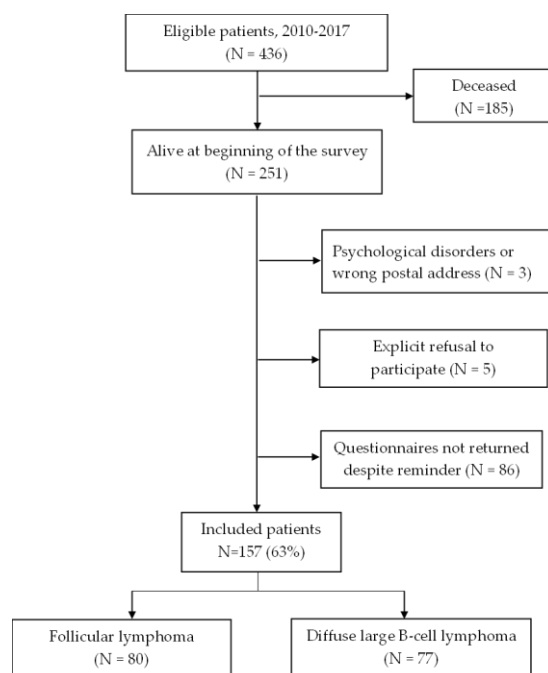 Eligible patients, 2010-2017
(N = 436)
Deceased
(N =185)
Alive at beginning of the survey
(N = 251)
Psychological disorders or
wrong postal address (N = 3)
Explicit refusal to
participate (N = 5)
Questionnaires not returned
despite reminder (N = 86)
Included patients
N=157 (63%)
Follicular lymphoma
(N = 80)
Diffuse large B-cell lymphoma
(N = 77)